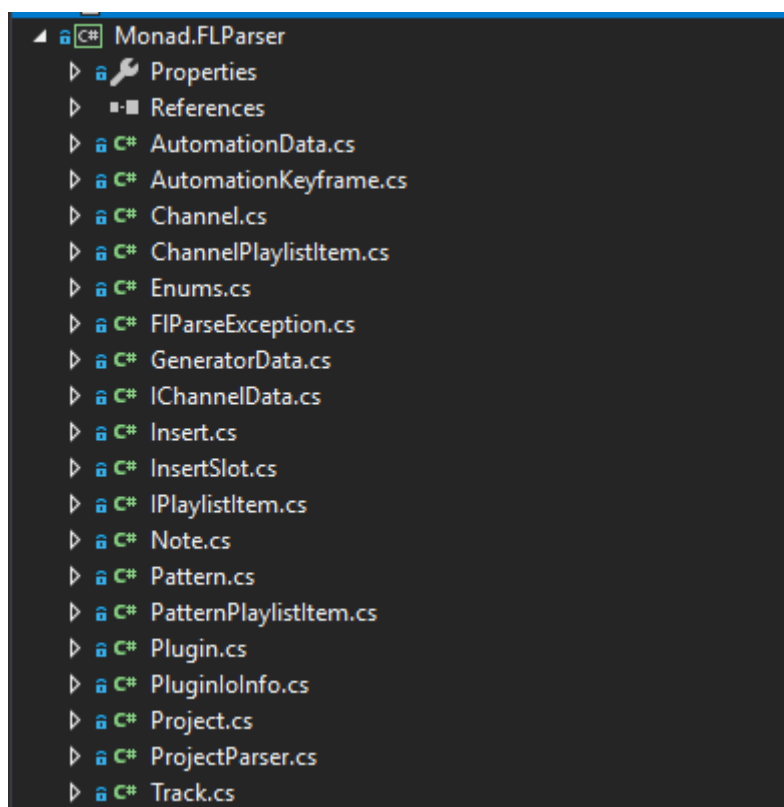 C# Monad.FLParser
Properties
References
C# AutomationData.cs
C# AutomationKeyframe.cs
C# Channel.cs
C# ChannelPlaylistItem.cs
C# Enums.cs
C# FlParseException.cs
C# GeneratorData.cs
C# IChannelData.cs
C# Insert.cs
C# InsertSlot.cs
C# IPlaylistItem.cs
C# Note.cs
C# Pattern.cs
C# PatternPlaylistItem.cs
C# Plugin.cs
C# PluginIoInfo.cs
C# Project.cs
C# ProjectParser.cs
C# Track.cs